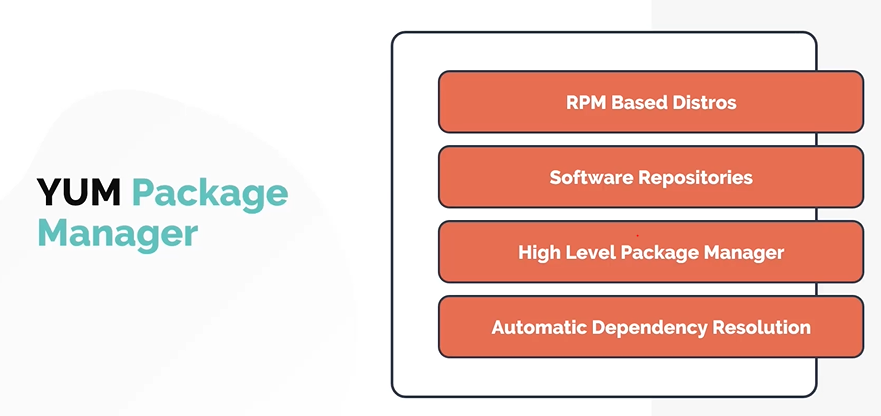 YUM Package
Manager
RPM Based Distros
Software Repositories
High Level Package Manager
Automatic Dependency Resolution